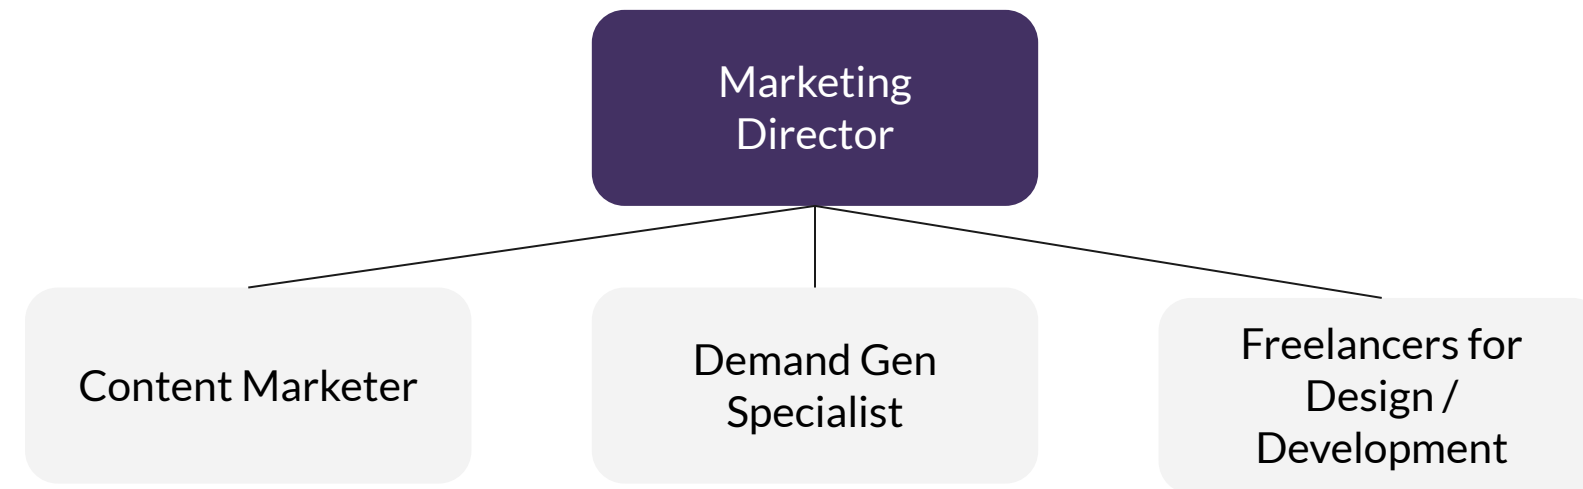 Marketing
Director
Content Marketer
Demand Gen
Specialist
Freelancers for
Design /
Development